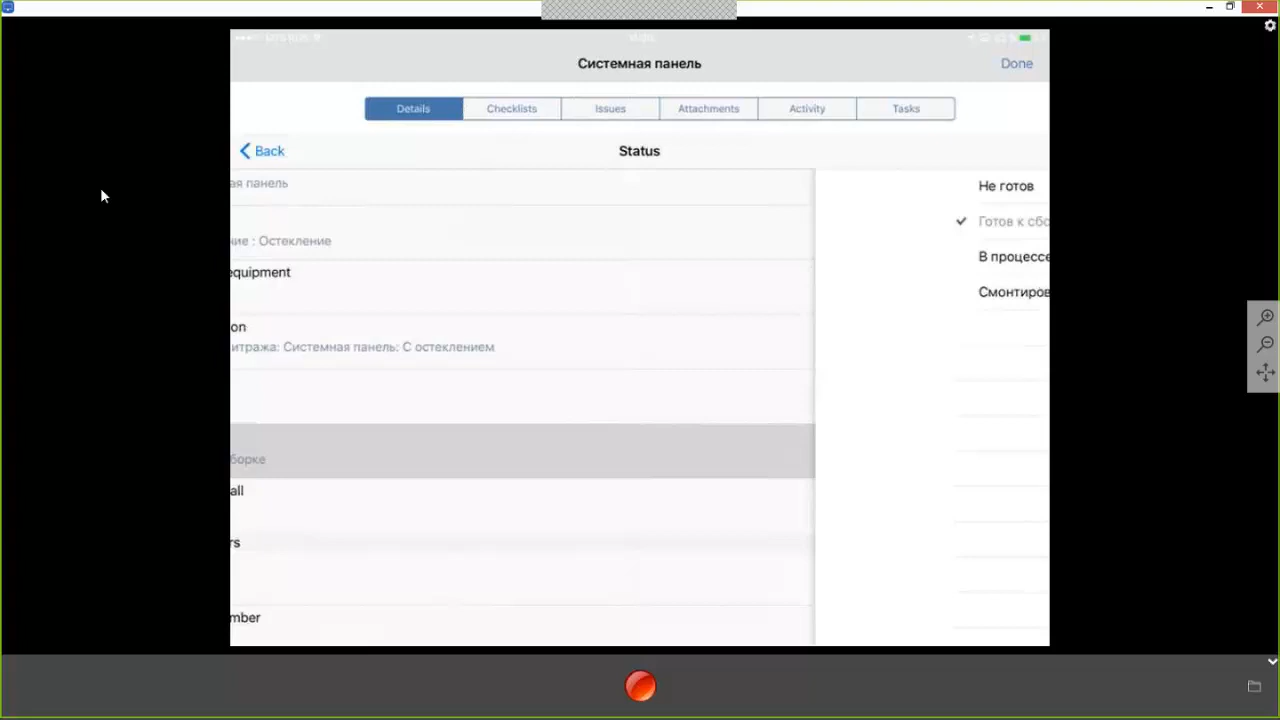 Системная панель
Done
Details
Checklists
Issues
Attachments
Activity
Tasks
Back
Status
ая панель
ние : Остекление
equipment
on
итража: Системная панель: С остеклением
борке
all
rs
mber
Не готов
Готов к сбо
В процессе
Смонтиров